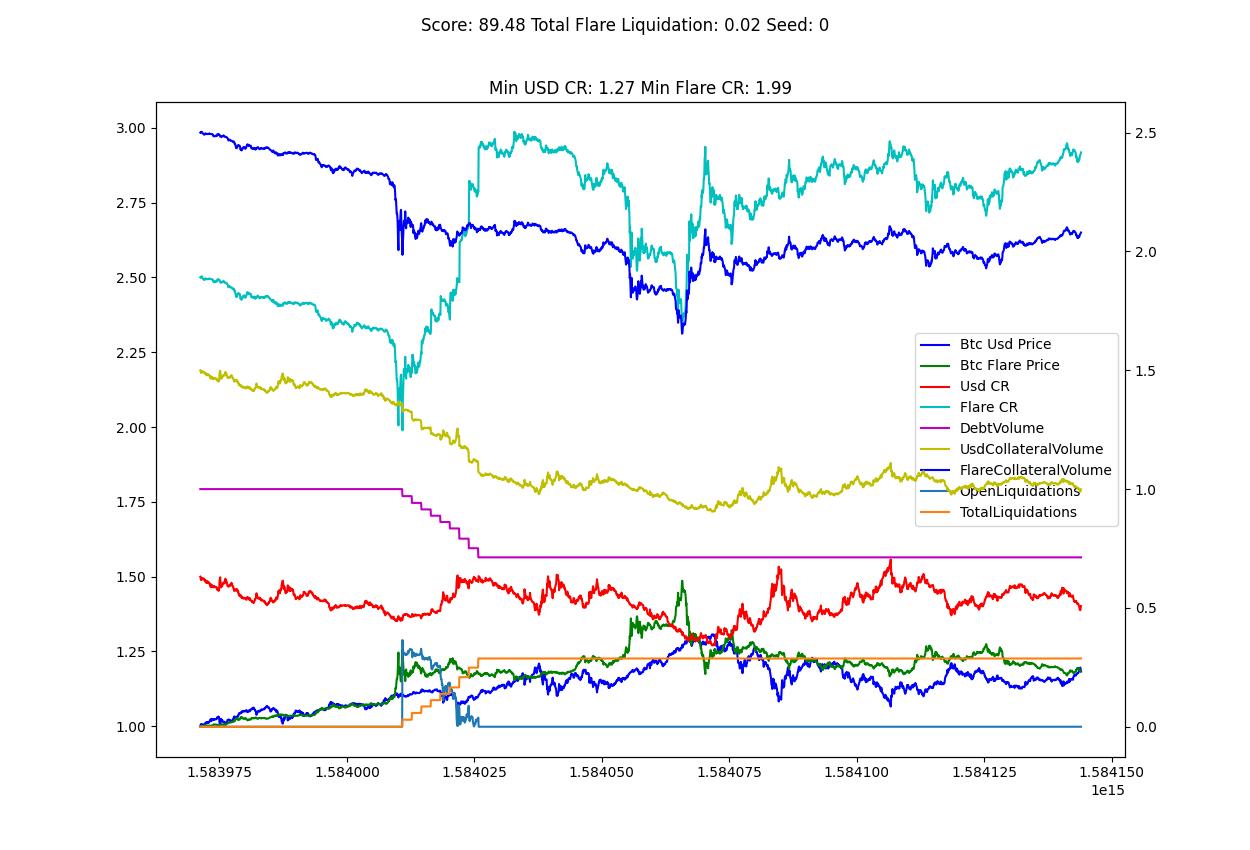 Score: 89.48 Total Flare Liquidation: 0.02 Seed: 0
Min USD CR: 1.27 Min Flare CR: 1.99
3.00
2.75
2.50
2.25
2.00
1.75
1.50
1.25
1.00
2.5
2.0
1.5
1.0
0.5
0.0
Btc Usd Price
Btc Flare Price
Usd CR
Flare CR
DebtVolume
UsdCollateralVolume
FlareCollateralVolume
OpenLiquidations
TotalLiquidations
1.583975 1.584000 1.584025 1.584050 1.584075 1.584100 1.584125 1.584150
1e15